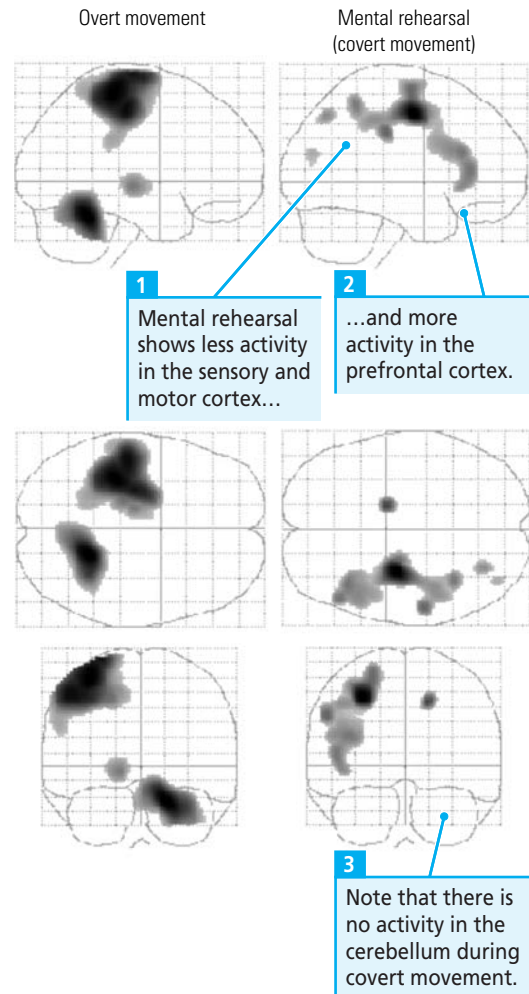 Overt movement
Mental rehearsal
(covert movement)
1
Mental rehearsal
shows less activity
in the sensory and
motor cortex…
2
…and more
activity in the
prefrontal cortex.
3
Note that there is
no activity in the
cerebellum during
covert movement.